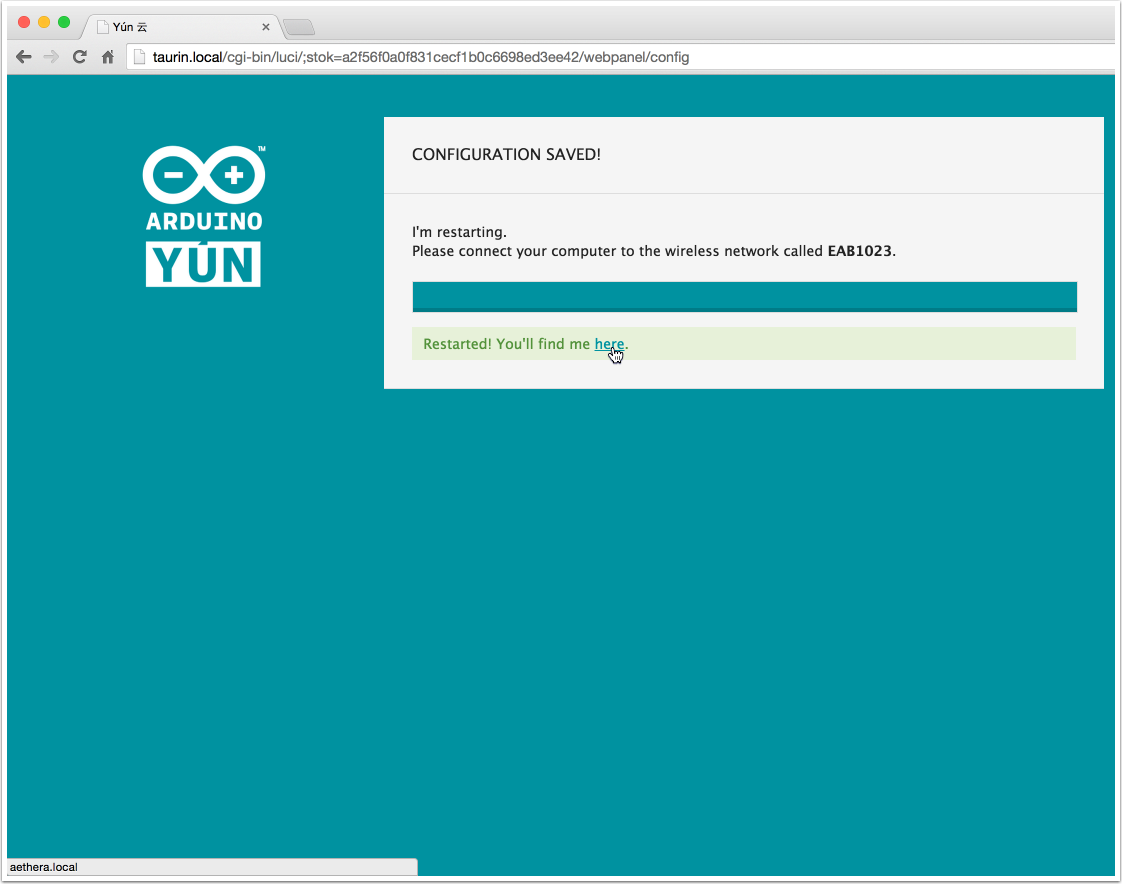 Yún 云
taurin.local/cgi-bin/luci/;stok=a2f56f0a0f831cecf1b0c6698ed3ee42/webpanel/config
TM
ARDUINO
YÚN
CONFIGURATION SAVED!
I'm restarting.
Please connect your computer to the wireless network called EAB1023.
Restarted! You'll find me here.
aethera.local